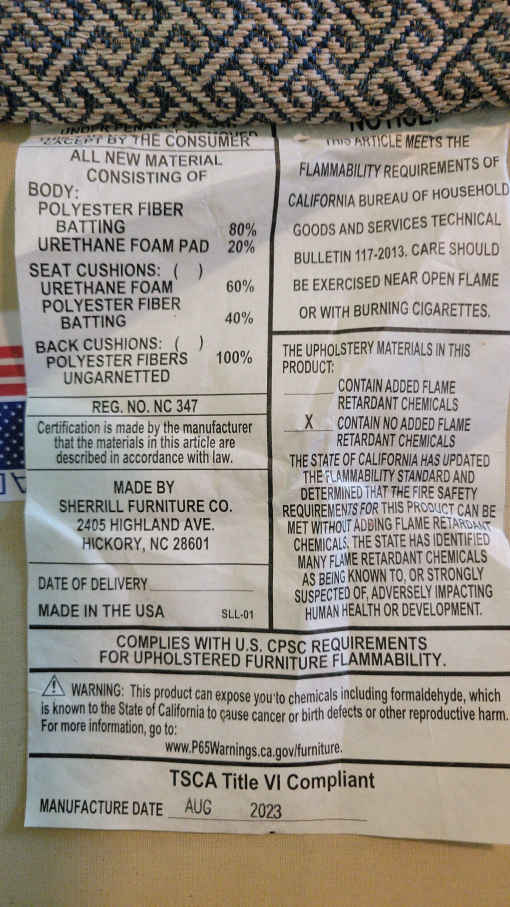 EXCEPT BY THE CONSUMER
ALL NEW MATERIAL
CONSISTING OF
BODY:
POLYESTER FIBER
BATTING 80%
URETHANE FOAM PAD 20%
SEAT CUSHIONS: ( )
URETHANE FOAM 60%
POLYESTER FIBER
BATTING 40%
BACK CUSHIONS: ( )
POLYESTER FIBERS 100%
UNGARNETTED
REG. NO. NC 347
Certification is made by the manufacturer
that the materials in this article are
described in accordance with law.
MADE BY
SHERRILL FURNITURE CO.
2405 HIGHLAND AVE.
HICKORY, NC 28601
DATE OF DELIVERY
MADE IN THE USA SLL-01
NOTICE:
THIS ARTICLE MEETS THE
FLAMMABILITY REQUIREMENTS OF
CALIFORNIA BUREAU OF HOUSEHOLD
GOODS AND SERVICES TECHNICAL
BULLETIN 117-2013. CARE SHOULD
BE EXERCISED NEAR OPEN FLAME
OR WITH BURNING CIGARETTES.
THE UPHOLSTERY MATERIALS IN THIS
PRODUCT:
CONTAIN ADDED FLAME
RETARDANT CHEMICALS
X CONTAIN NO ADDED FLAME
RETARDANT CHEMICALS
THE STATE OF CALIFORNIA HAS UPDATED
THE FLAMMABILITY STANDARD AND
DETERMINED THAT THE FIRE SAFETY
REQUIREMENTS FOR THIS PRODUCT CAN BE
MET WITHOUT ADDING FLAME RETARDANT
CHEMICALS. THE STATE HAS IDENTIFIED
MANY FLAME RETARDANT CHEMICALS
AS BEING KNOWN TO, OR STRONGLY
SUSPECTED OF, ADVERSELY IMPACTING
HUMAN HEALTH OR DEVELOPMENT.
COMPLIES WITH U.S. CPSC REQUIREMENTS
FOR UPHOLSTERED FURNITURE FLAMMABILITY.
WARNING: This product can expose you to chemicals including formaldehyde, which
is known to the State of California to cause cancer or birth defects or other reproductive harm.
For more information, go to:
www.P65Warnings.ca.gov/furniture.
TSCA Title VI Compliant
MANUFACTURE DATE AUG 2023